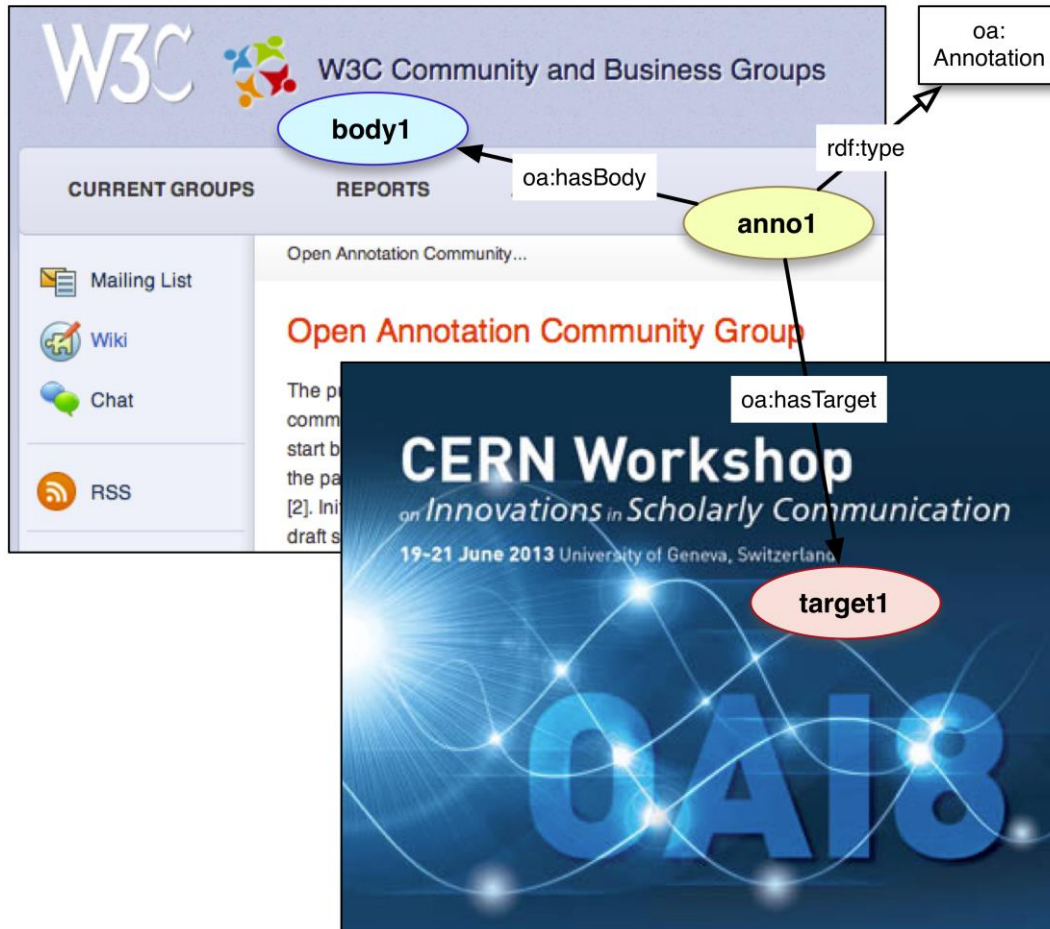 W3C
W3C Community and Business Groups
oa:
Annotation
body1
rdf:type
oa:hasBody
CURRENT GROUPS
REPORTS
anno1
Open Annotation Community...
Mailing List
Wiki
Open Annotation Community Group
Chat
The
comm
start b
the pa
RSS
[2].
draft s
oa:hasTarget
CERN Workshop
on Innovations in Scholarly Communication
19-21 June 2013 University of Geneva, Switzerland
target1
OAI8